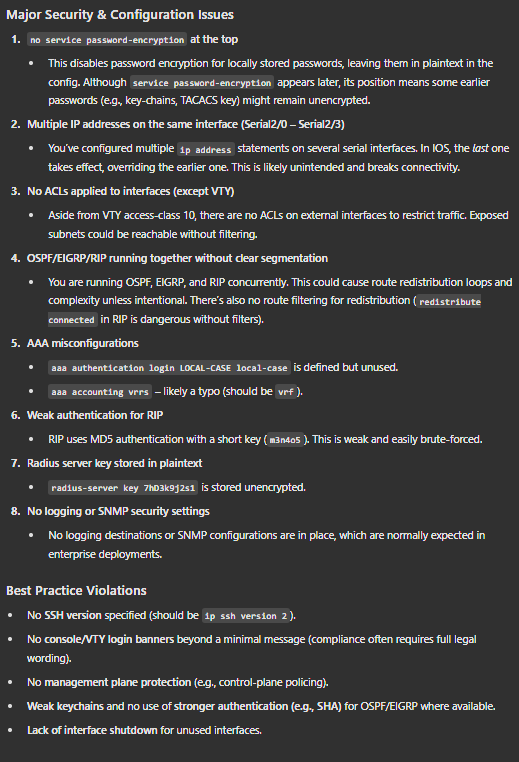 Major Security & Configuration Issues
1. no service password-encryption at the top
• This disables password encryption for locally stored passwords, leaving them in plaintext in the
config. Although service password-encryption appears later, its position means some earlier
passwords (e.g., key-chains, TACACS key) might remain unencrypted.
2. Multiple IP addresses on the same interface (Serial2/0 – Serial2/3)
• You've configured multiple ip address statements on several serial interfaces. In IOS, the last one
takes effect, overriding the earlier one. This is likely unintended and breaks connectivity.
3. No ACLs applied to interfaces (except VTY)
• Aside from VTY access-class 10, there are no ACLs on external interfaces to restrict traffic. Exposed
subnets could be reachable without filtering.
4. OSPF/EIGRP/RIP running together without clear segmentation
• You are running OSPF, EIGRP, and RIP concurrently. This could cause route redistribution loops and
complexity unless intentional. There's also no route filtering for redistribution ( redistribute
connected in RIP is dangerous without filters).
5. AAA misconfigurations
• aaa authentication login LOCAL-CASE local-case is defined but unused.
• aaa accounting vrrs – likely a typo (should be vrf ).
6. Weak authentication for RIP
• RIP uses MD5 authentication with a short key ( m3n4o5 ). This is weak and easily brute-forced.
7. Radius server key stored in plaintext
• radius-server key 7hD3k9j2s1 is stored unencrypted.
8. No logging or SNMP security settings
• No logging destinations or SNMP configurations are in place, which are normally expected in
enterprise deployments.
Best Practice Violations
• No SSH version specified (should be ip ssh version 2 ).
• No console/VTY login banners beyond a minimal message (compliance often requires full legal
wording).
• No management plane protection (e.g., control-plane policing).
• Weak keychains and no use of stronger authentication (e.g., SHA) for OSPF/EIGRP where available.
• Lack of interface shutdown for unused interfaces.